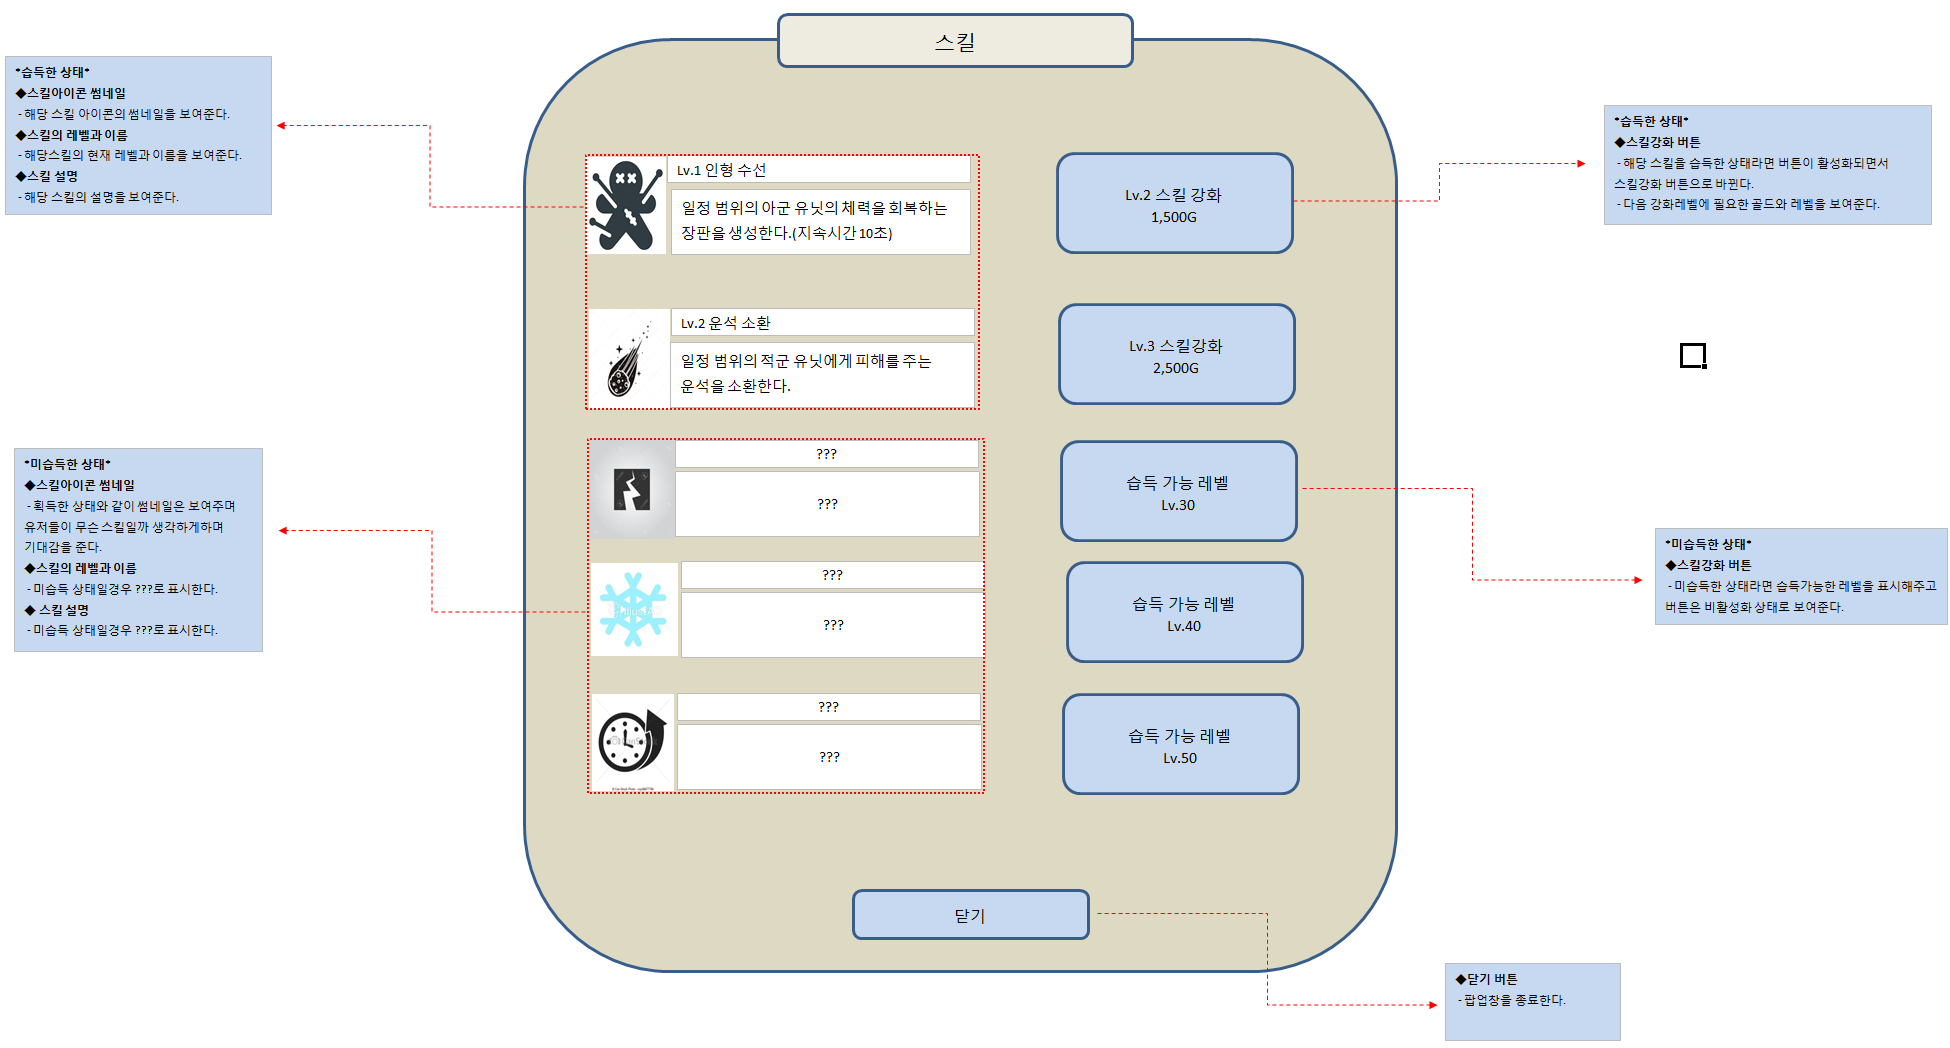 스킬
*습득한 상태*
◆스킬아이콘 썸네일
- 해당 스킬 아이콘의 썸네일을 보여준다.
◆스킬의 레벨과 이름
- 해당스킬의 현재 레벨과 이름을 보여준다.
◆스킬 설명
- 해당 스킬의 설명을 보여준다.
Lv.1 인형 수선
일정 범위의 아군 유닛의 체력을 회복하는
장판을 생성한다.(지속시간 10초)
Lv.2 스킬 강화
1,500G
*습득한 상태*
◆스킬강화 버튼
- 해당 스킬을 습득한 상태라면 버튼이 활성화되면서
스킬강화 버튼으로 바뀐다.
- 다음 강화레벨에 필요한 골드와 레벨을 보여준다.
Lv.2 운석 소환
일정 범위의 적군 유닛에게 피해를 주는
운석을 소환한다.
Lv.3 스킬강화
2,500G
*미습득한 상태*
◆스킬아이콘 썸네일
- 획득한 상태와 같이 썸네일은 보여주며
유저들이 무슨 스킬일까 생각하게하며
기대감을 준다.
◆스킬의 레벨과 이름
- 미습득 상태일경우 ???로 표시한다.
◆ 스킬 설명
- 미습득 상태일경우 ???로 표시한다.
???
???
습득 가능 레벨
Lv.30
???
???
습득 가능 레벨
Lv.40
*미습득한 상태*
◆스킬강화 버튼
- 미습득한 상태라면 습득가능한 레벨을 표시해주고
버튼은 비활성화 상태로 보여준다.
???
???
습득 가능 레벨
Lv.50
닫기
◆닫기 버튼
- 팝업창을 종료한다.